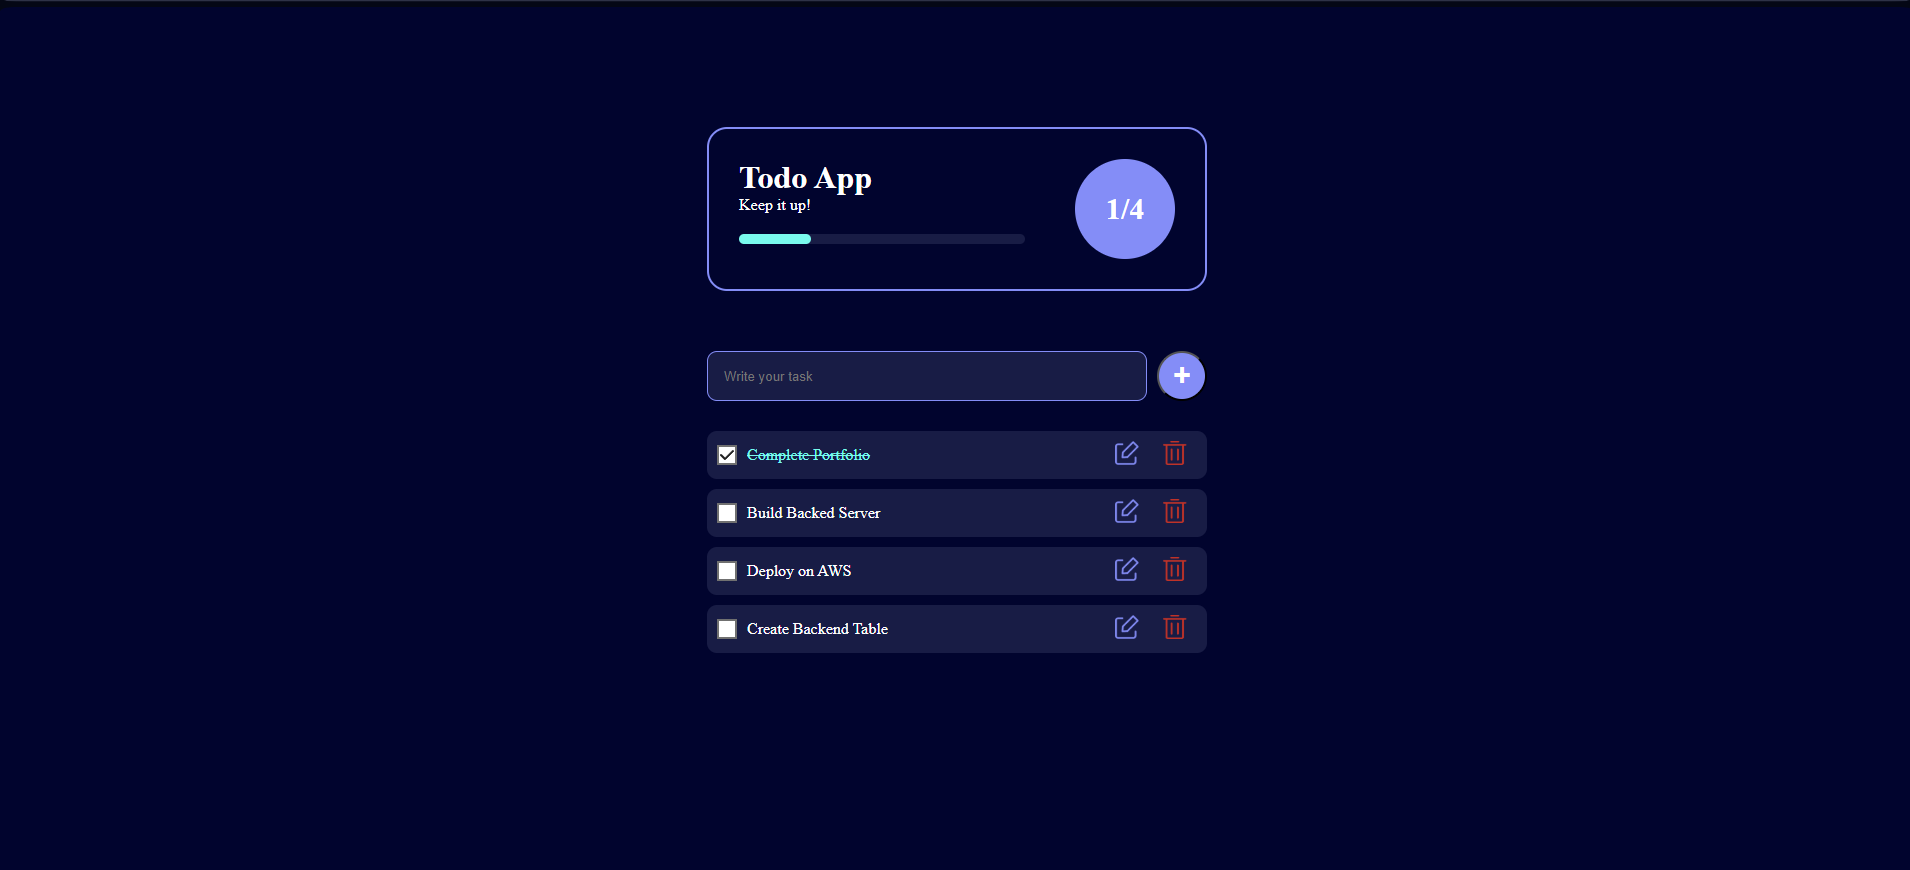 Todo App
Keep it up!
1/4
Write your task
+
Complete Portfolio
Build Backed Server
Deploy on AWS
Create Backend Table